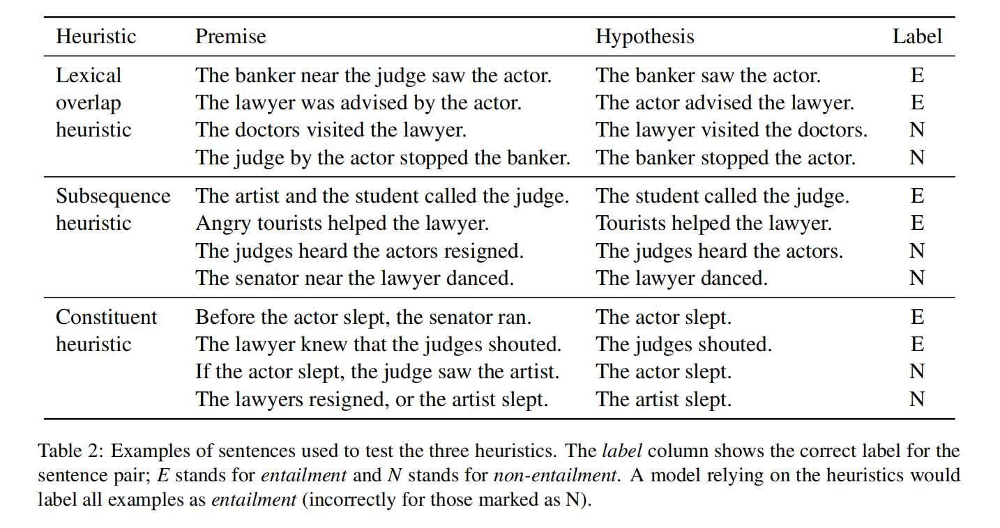 Heuristic Premise Hypothesis Label
Lexical The banker near the judge saw the actor. The banker saw the actor. E
overlap The lawyer was advised by the actor. The actor advised the lawyer. E
heuristic The doctors visited the lawyer. The lawyer visited the doctors. N
The judge by the actor stopped the banker. The banker stopped the actor. N
Subsequence The artist and the student called the judge. The student called the judge. E
heuristic Angry tourists helped the lawyer. Tourists helped the lawyer. E
The judges heard the actors resigned. The judges heard the actors. N
The senator near the lawyer danced. The lawyer danced. N
Constituent Before the actor slept, the senator ran. The actor slept. E
heuristic The lawyer knew that the judges shouted. The judges shouted. E
If the actor slept, the judge saw the artist. The actor slept. N
The lawyers resigned, or the artist slept. The artist slept. N
Table 2: Examples of sentences used to test the three heuristics. The label column shows the correct label for the
sentence pair; E stands for entailment and N stands for non-entailment. A model relying on the heuristics would
label all examples as entailment (incorrectly for those marked as N).